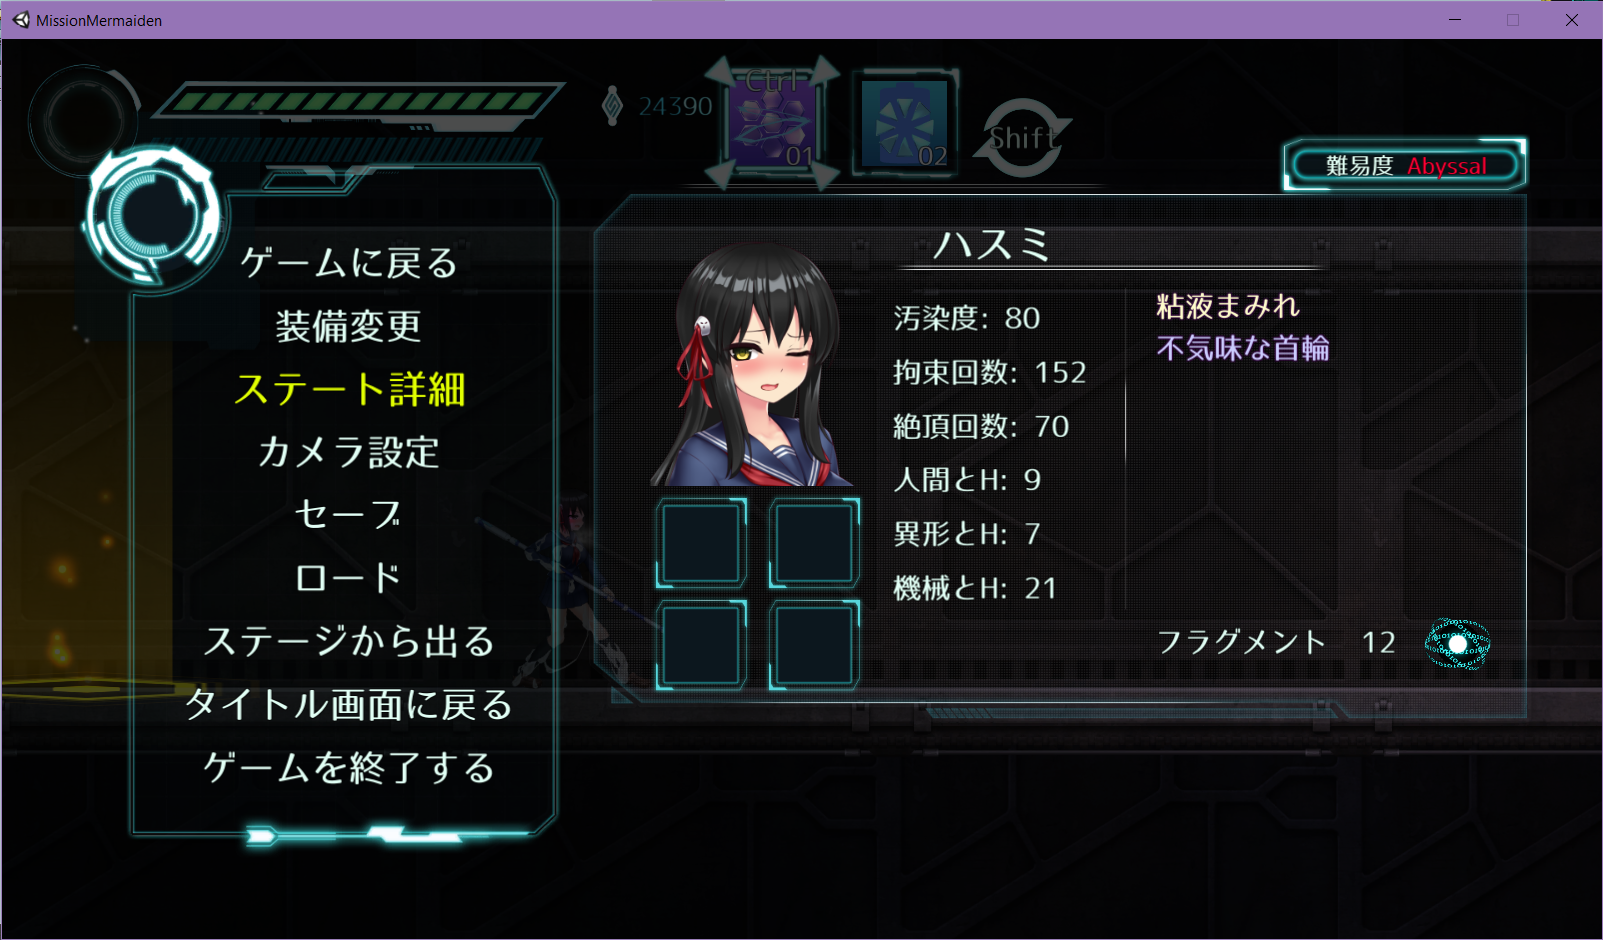 MissionMermaiden
24390
Ctrl
01
02
Shift
難易度 Abyssal
ゲームに戻る
装備変更
ステート詳細
カメラ設定
セーブ
ロード
ステージから出る
タイトル画面に戻る
ゲームを終了する
ハスミ
汚染度: 80
拘束回数: 152
絶頂回数: 70
人間とH: 9
異形とH: 7
機械とH: 21
粘液まみれ
不気味な首輪
フラグメント 12